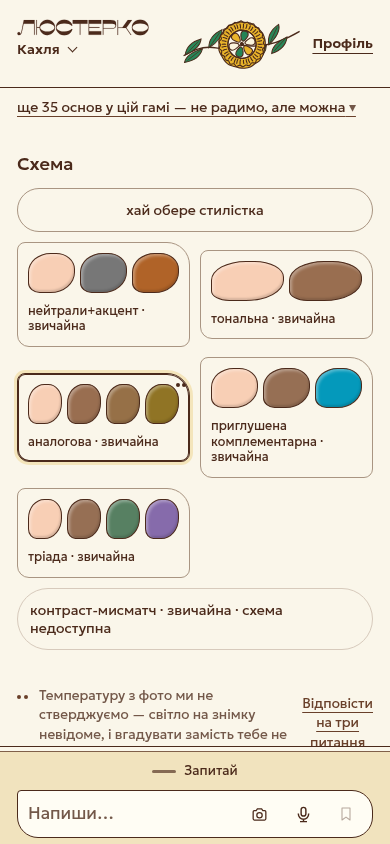 ЛЮСТЕРКО
Кахля
Профіль
ще 35 основ у цій гамі — не радимо, але можна ▾
Схема
хай обере стилістка
нейтрали+акцент ·
звичайна
тональна · звичайна
аналогова · звичайна
приглушена
комплементарна ·
звичайна
тріада · звичайна
контраст-мисматч · звичайна · схема
недоступна
Температуру з фото ми не
стверджуємо — світло на знімку
невідоме, і вгадувати замість тебе не
Відповісти
на три
питання
Запитай
Напиши...